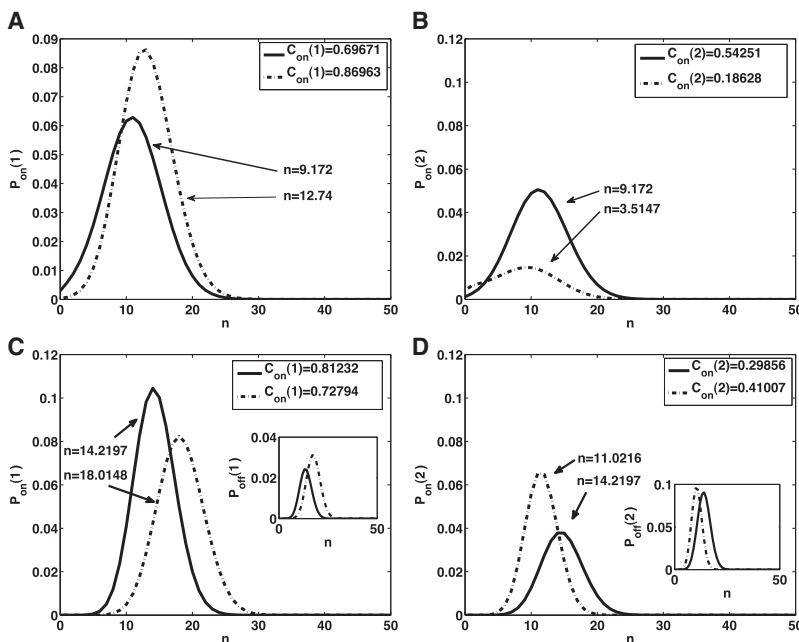 A
P_on(1)
0.09
0.08
0.07
0.06
0.05
0.04
0.03
0.02
0.01
0
0 10 20 30 40 50
n
C_on(1)=0.69671
C_on(1)=0.86963
n=9.172
n=12.74
B
P_on(2)
0.12
0.1
0.08
0.06
0.04
0.02
0
0 10 20 30 40 50
n
C_on(2)=0.54251
C_on(2)=0.18628
n=9.172
n=3.5147
C
P_on(1)
0.12
0.1
0.08
0.06
0.04
0.02
0
0 10 20 30 40 50
n
C_on(1)=0.81232
C_on(1)=0.72794
n=14.2197
n=18.0148
P_off(1)
0.04
0.02
0
0 50
n
D
P_on(2)
0.12
0.1
0.08
0.06
0.04
0.02
0
0 10 20 30 40 50
n
C_on(2)=0.29856
C_on(2)=0.41007
n=11.0216
n=14.2197
P_off(2)
0.1
0.05
0
0 50
n